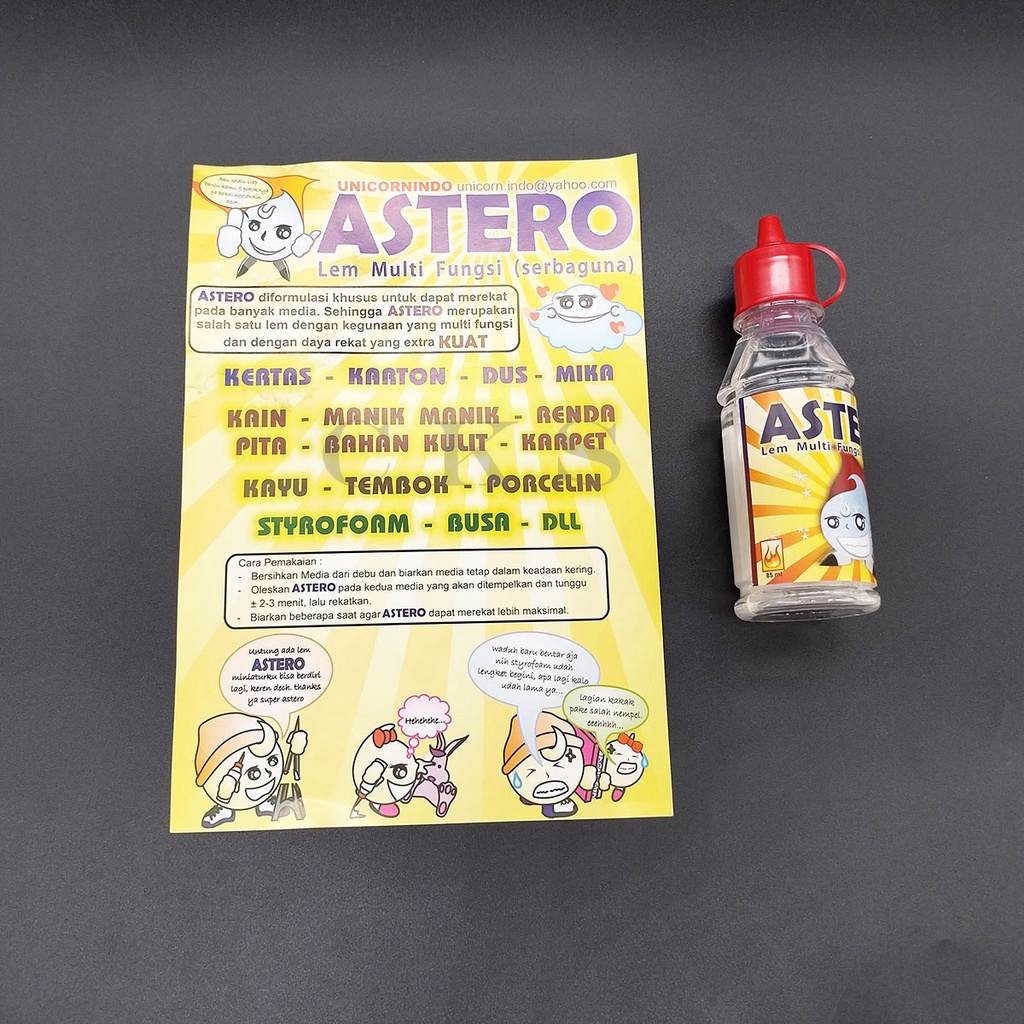 UNICORNINDO unicorn.indo@yahoo.com
ASTERO
Lem Multi Fungsi (serbaguna)
ASTERO diformulasi khusus untuk dapat merekat
pada banyak media. Sehingga ASTERO merupakan
salah satu lem dengan kegunaan yang multi fungsi
dan dengan daya rekat yang extra KUAT
KERTAS - KARTON - DUS - MIKA
KAIN - MANIK MANIK - RENDA
PITA - BAHAN KULIT - KARPET
KAYU - TEMBOK - PORCELIN
STYROFOAM - BUSA - DLL
CKS
Cara Pemakaian :
- Bersihkan Media dari debu dan biarkan media tetap dalam keadaan kering.
- Oleskan ASTERO pada kedua media yang akan ditempelkan dan tunggu
± 2-3 menit, lalu rekatkan.
- Biarkan beberapa saat agar ASTERO dapat merekat lebih maksimal.
Untung ada lem
ASTERO
miniaturku bisa berdiri
lagi, keren dech. thanks
ya super astero
Hehehehe...
waduh baru bentar aja
nih styrofoam udah
lengket begini, apa lagi kalo
udah lama ya...
lagian kakak
pake salah nempel.
eeehhhh...
ASTE
Lem Multi Fungs
85 ml